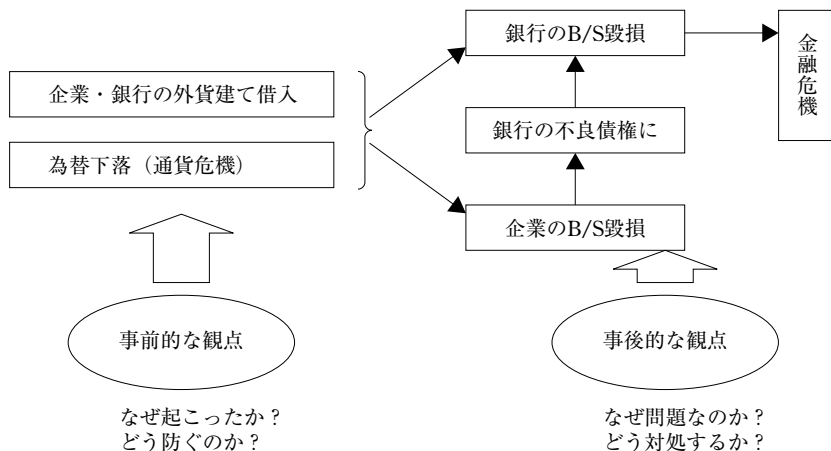 銀行のB/S毀損
金融危機
企業・銀行の外貨建て借入
銀行の不良債権に
為替下落（通貨危機）
企業のB/S毀損
事前的な観点
事後的な観点
なぜ起こったか？
どう防ぐのか？
なぜ問題なのか？
どう対処するか？